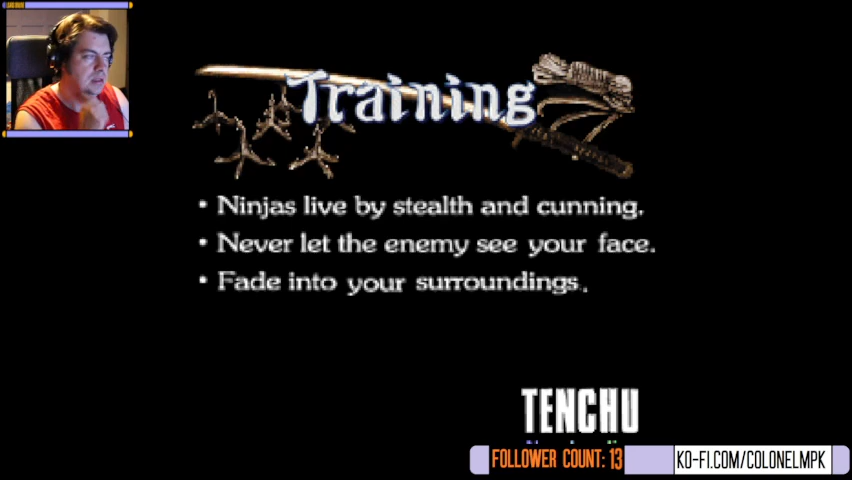 Training
• Ninjas live by stealth and cunning.
• Never let the enemy see your face.
• Fade into your surroundings.
TENCHU
FOLLOWER COUNT: 13
KO-FI.COM/COLONELMPK